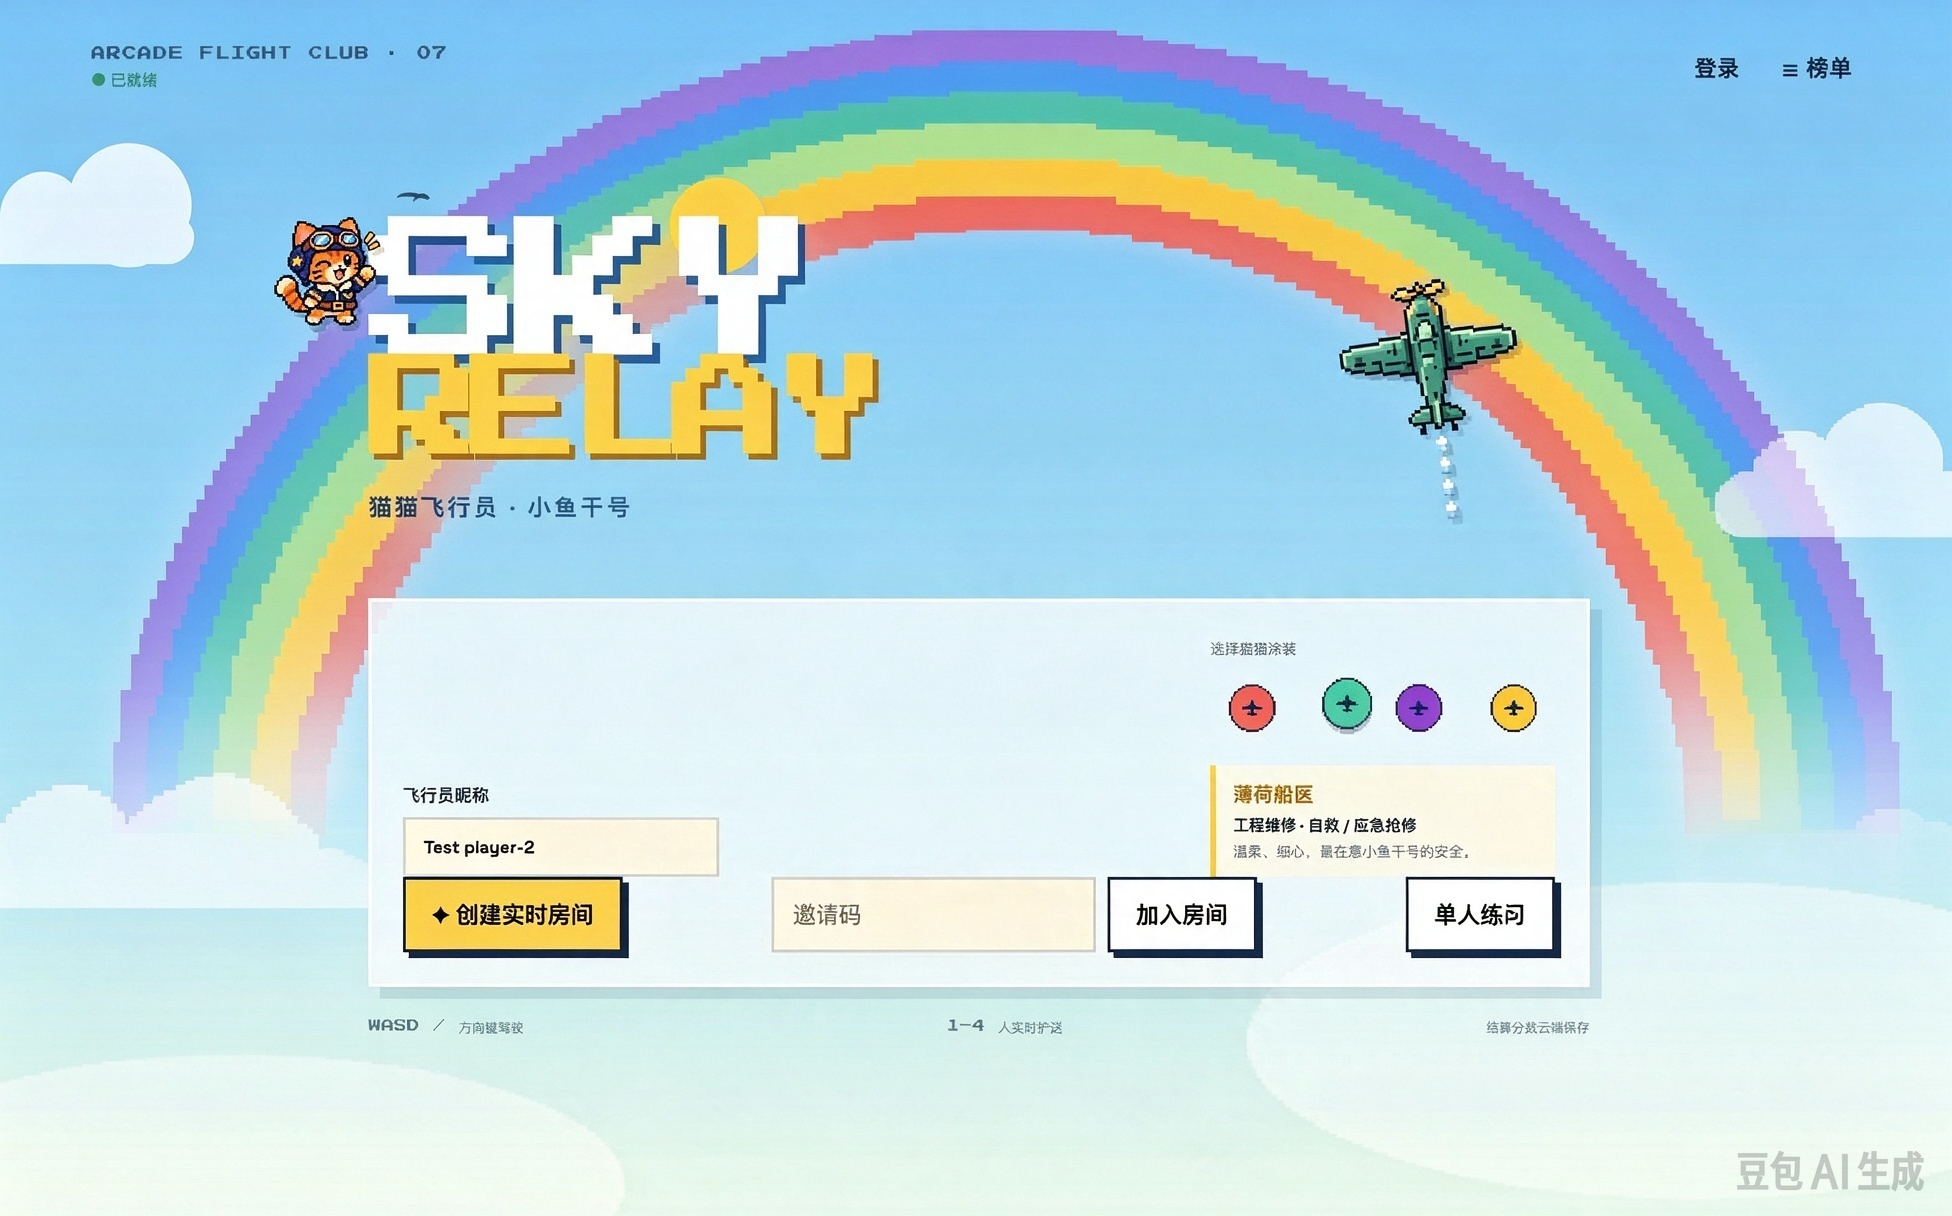 ARCADE FLIGHT CLUB · 07
已就绪
登录
≡ 榜单
SKY
RELAY
猫猫飞行员 · 小鱼干号
选择猫猫涂装
飞行员昵称
Test player-2
薄荷船医
工程维修 · 自救 / 应急抢修
温柔、细心，最在意小鱼干号的安全。
✦ 创建实时房间
邀请码
加入房间
单人练习
WASD / 方向键驾驶
1—4 人实时护送
结算分数云端保存
豆包 AI 生成